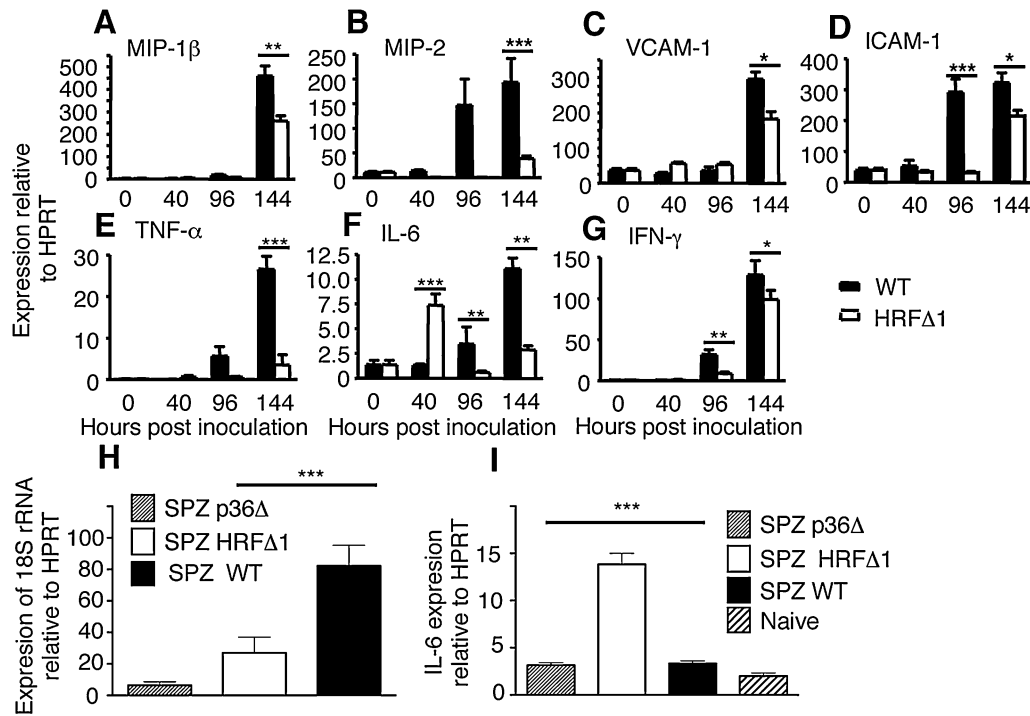 A
MIP-1β
**
500
400
300
200
100
0
0 40 96 144
B
MIP-2
***
250
200
150
100
50
0
0 40 96 144
C
VCAM-1
*
300
200
100
0
0 40 96 144
D
ICAM-1
***
*
400
300
200
100
0
0 40 96 144
Expression relative
to HPRT
E
TNF-α
***
30
20
10
0
0 40 96 144
Hours post inoculation
F
IL-6
***
**
**
12.5
10.0
7.5
5.0
2.5
0
0 40 96 144
G
IFN-γ
**
*
150
100
50
0
0 40 96 144
Hours post inoculation
WT
HRFΔ1
H
***
SPZ p36Δ
SPZ HRFΔ1
SPZ WT
Expresion of 18S rRNA
relative to HPRT
100
80
60
40
20
0
I
***
SPZ p36Δ
SPZ HRFΔ1
SPZ WT
Naive
IL-6 expresion
relative to HPRT
15
10
5
0